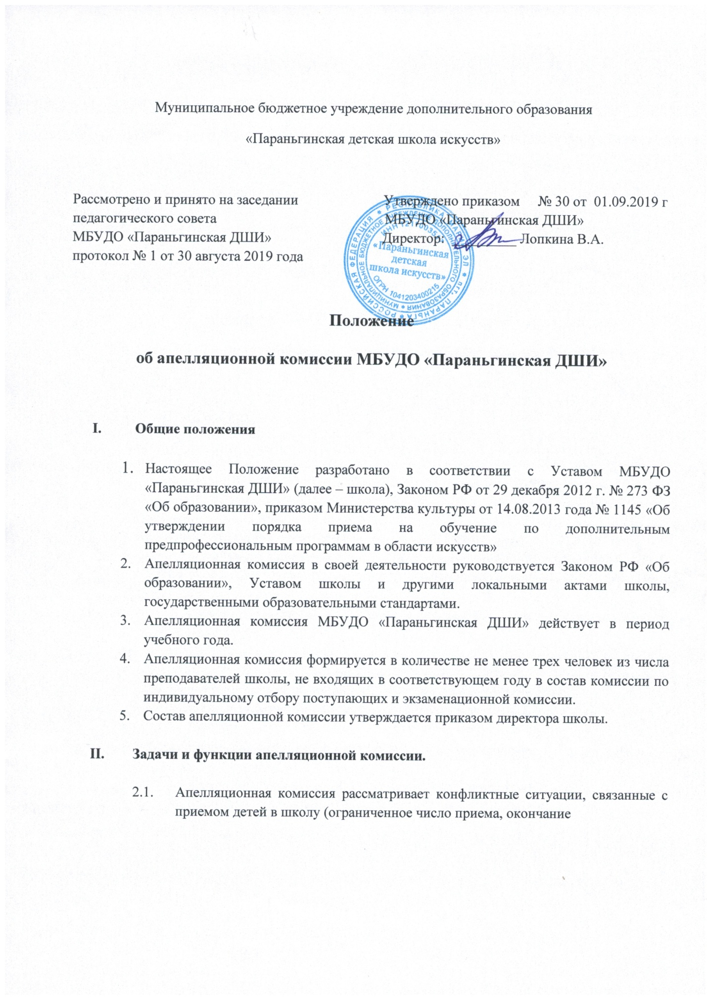 Муниципальное бюджетное учреждение дополнительного образования
«Параньгинская детская школа искусств»
Рассмотрено и принято на заседании
педагогического совета
МБУДО «Параньгинская ДШИ»
протокол № 1 от 30 августа 2019 года
Утверждено приказом № 30 от 01.09.2019 г
МБУДО «Параньгинская ДШИ»
Директор: __________ Лопкина В.А.
РОССИЙСКАЯ ФЕДЕРАЦИЯ * РЕСПУБЛИКА МАРИЙ ЭЛ * пгт. ПАРАНЬГА *
МУНИЦИПАЛЬНОЕ БЮДЖЕТНОЕ УЧРЕЖДЕНИЕ ДОПОЛНИТЕЛЬНОГО ОБРАЗОВАНИЯ *
ИНН
«Параньгинская
детская
школа искусств»
ОГРН 1041203400215
Положение
об апелляционной комиссии МБУДО «Параньгинская ДШИ»
I. Общие положения
1. Настоящее Положение разработано в соответствии с Уставом МБУДО
«Параньгинская ДШИ» (далее – школа), Законом РФ от 29 декабря 2012 г. № 273 ФЗ
«Об образовании», приказом Министерства культуры от 14.08.2013 года № 1145 «Об
утверждении порядка приема на обучение по дополнительным
предпрофессиональным программам в области искусств»
2. Апелляционная комиссия в своей деятельности руководствуется Законом РФ «Об
образовании», Уставом школы и другими локальными актами школы,
государственными образовательными стандартами.
3. Апелляционная комиссия МБУДО «Параньгинская ДШИ» действует в период
учебного года.
4. Апелляционная комиссия формируется в количестве не менее трех человек из числа
преподавателей школы, не входящих в соответствующем году в состав комиссии по
индивидуальному отбору поступающих и экзаменационной комиссии.
5. Состав апелляционной комиссии утверждается приказом директора школы.
II. Задачи и функции апелляционной комиссии.
2.1. Апелляционная комиссия рассматривает конфликтные ситуации, связанные с
приемом детей в школу (ограниченное число приема, окончание